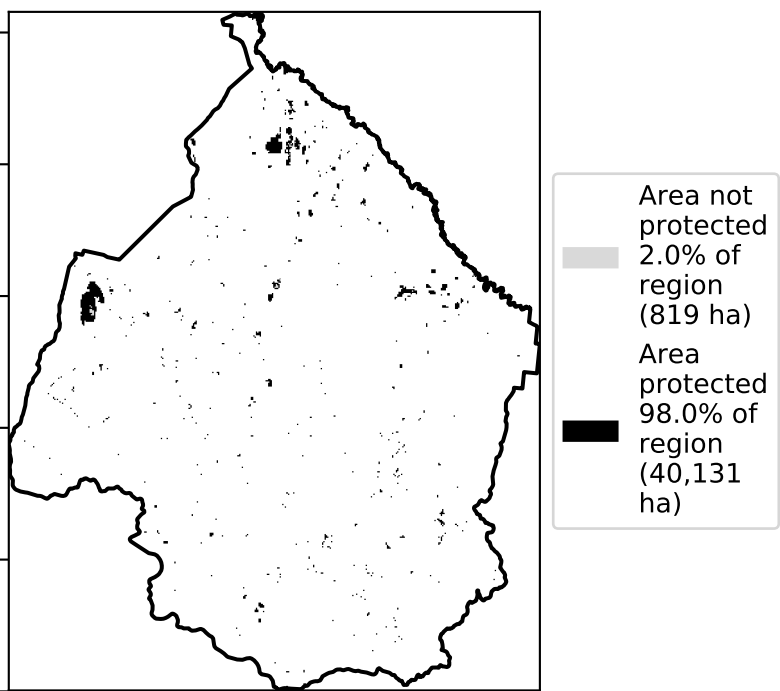 Area not
protected
2.0% of
region
(819 ha)
Area
protected
98.0% of
region
(40,131
ha)